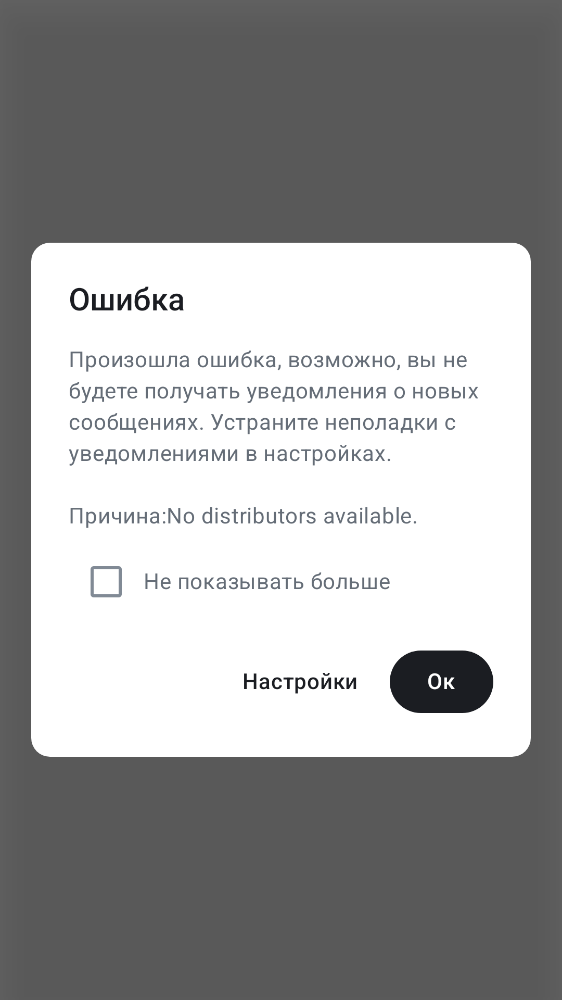 Ошибка
Произошла ошибка, возможно, вы не
будете получать уведомления о новых
сообщениях. Устраните неполадки с
уведомлениями в настройках.
Причина:No distributors available.
Не показывать больше
Настройки
Ок